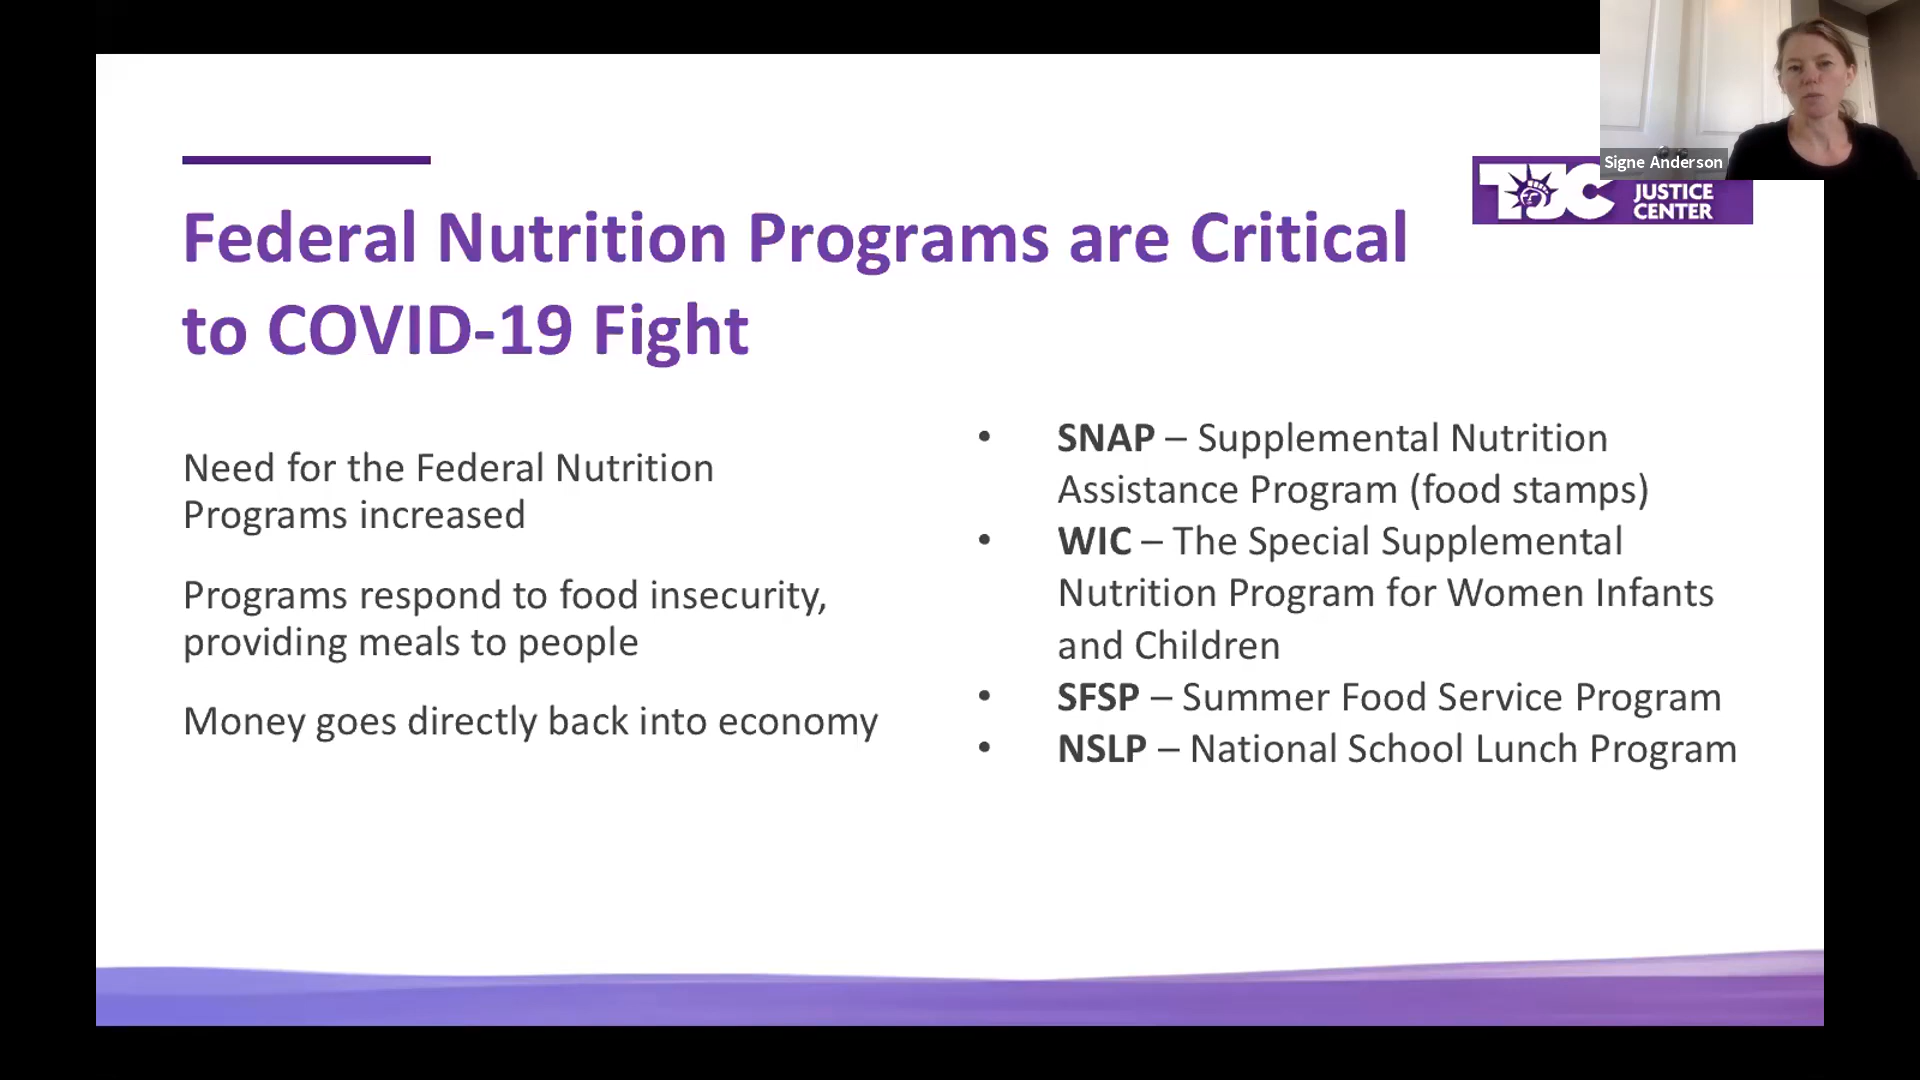 Signe Anderson
TJC
JUSTICE
CENTER
Federal Nutrition Programs are Critical
to COVID-19 Fight
Need for the Federal Nutrition
Programs increased
Programs respond to food insecurity,
providing meals to people
Money goes directly back into economy
• SNAP – Supplemental Nutrition
Assistance Program (food stamps)
• WIC – The Special Supplemental
Nutrition Program for Women Infants
and Children
• SFSP – Summer Food Service Program
• NSLP – National School Lunch Program